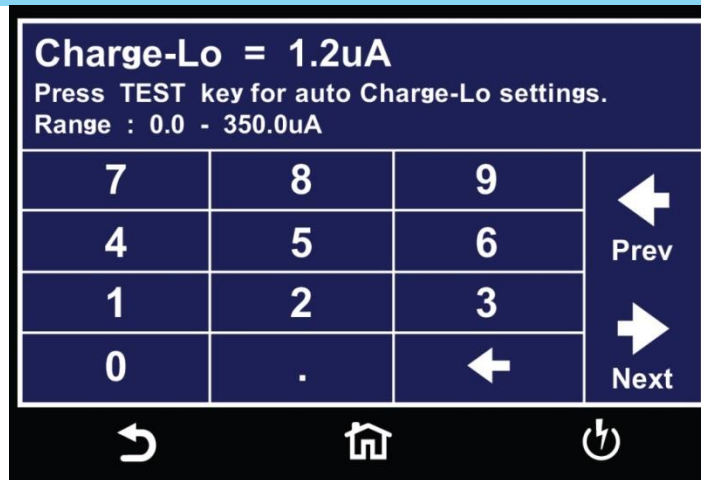 Charge-Lo = 1.2uA
Press TEST key for auto Charge-Lo settings.
Range : 0.0 - 350.0uA
7 8 9
Prev
4 5 6
1 2 3
Next
0 .